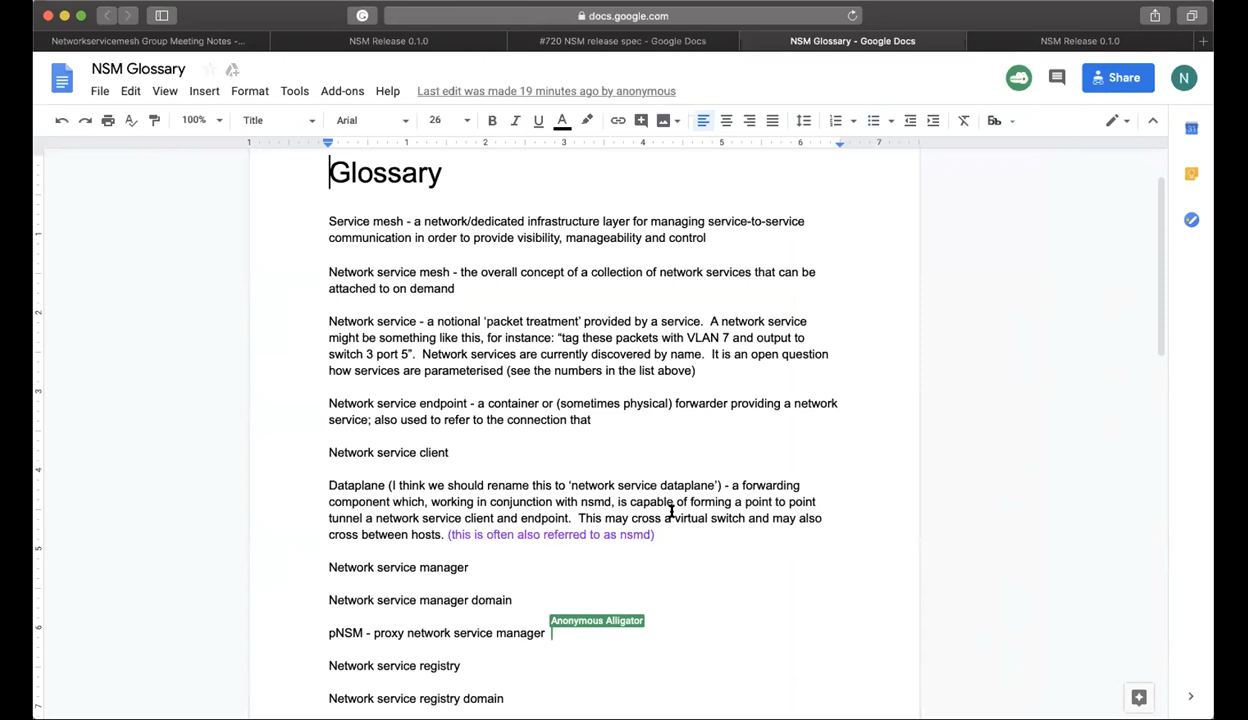 docs.google.com
Networkservicemesh Group Meeting Notes -...
NSM Release 0.1.0
#720 NSM release spec - Google Docs
NSM Glossary - Google Docs
NSM Release 0.1.0
NSM Glossary
File Edit View Insert Format Tools Add-ons Help Last edit was made 19 minutes ago by anonymous
Share
N
100% Title Arial 26 B I U A
1 1 2 3 4 5 6 7
Glossary
Service mesh - a network/dedicated infrastructure layer for managing service-to-service
communication in order to provide visibility, manageability and control
Network service mesh - the overall concept of a collection of network services that can be
attached to on demand
Network service - a notional ‘packet treatment’ provided by a service. A network service
might be something like this, for instance: “tag these packets with VLAN 7 and output to
switch 3 port 5”. Network services are currently discovered by name. It is an open question
how services are parameterised (see the numbers in the list above)
Network service endpoint - a container or (sometimes physical) forwarder providing a network
service; also used to refer to the connection that
Network service client
Dataplane (I think we should rename this to ‘network service dataplane’) - a forwarding
component which, working in conjunction with nsmd, is capable of forming a point to point
tunnel a network service client and endpoint. This may cross a virtual switch and may also
cross between hosts. (this is often also referred to as nsmd)
Network service manager
Network service manager domain
Anonymous Alligator
pNSM - proxy network service manager
Network service registry
Network service registry domain